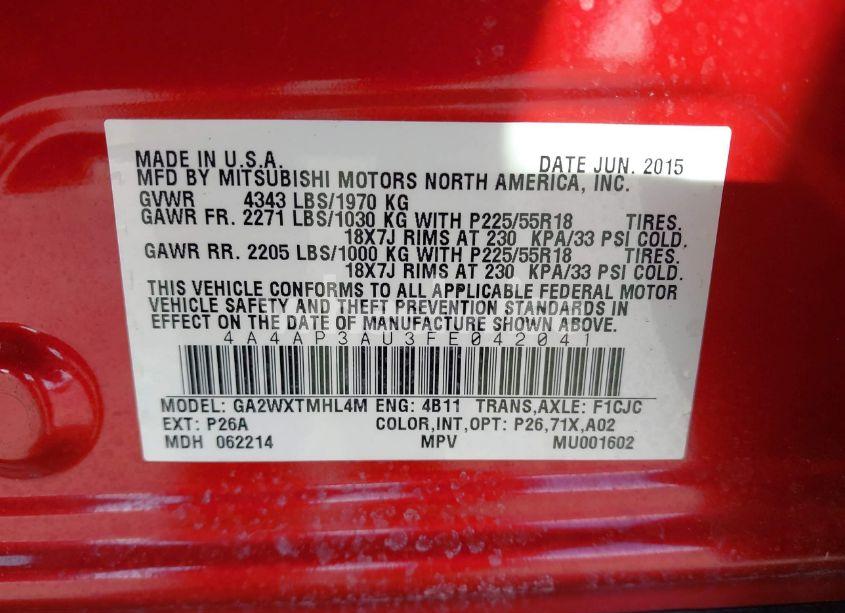 MADE IN U.S.A. DATE JUN. 2015
MFD BY MITSUBISHI MOTORS NORTH AMERICA, INC.
GVWR 4343 LBS/1970 KG
GAWR FR. 2271 LBS/1030 KG WITH P225/55R18 TIRES.
18X7J RIMS AT 230 KPA/33 PSI COLD.
GAWR RR. 2205 LBS/1000 KG WITH P225/55R18 TIRES.
18X7J RIMS AT 230 KPA/33 PSI COLD.
THIS VEHICLE CONFORMS TO ALL APPLICABLE FEDERAL MOTOR
VEHICLE SAFETY AND THEFT PREVENTION STANDARDS IN
EFFECT ON THE DATE OF MANUFACTURE SHOWN ABOVE.
4A4AP3AU3FE042041
MODEL: GA2WXTMHL4M ENG: 4B11 TRANS,AXLE: F1CJC
EXT: P26A COLOR,INT,OPT: P26,71X,A02
MDH 062214 MPV MU001602